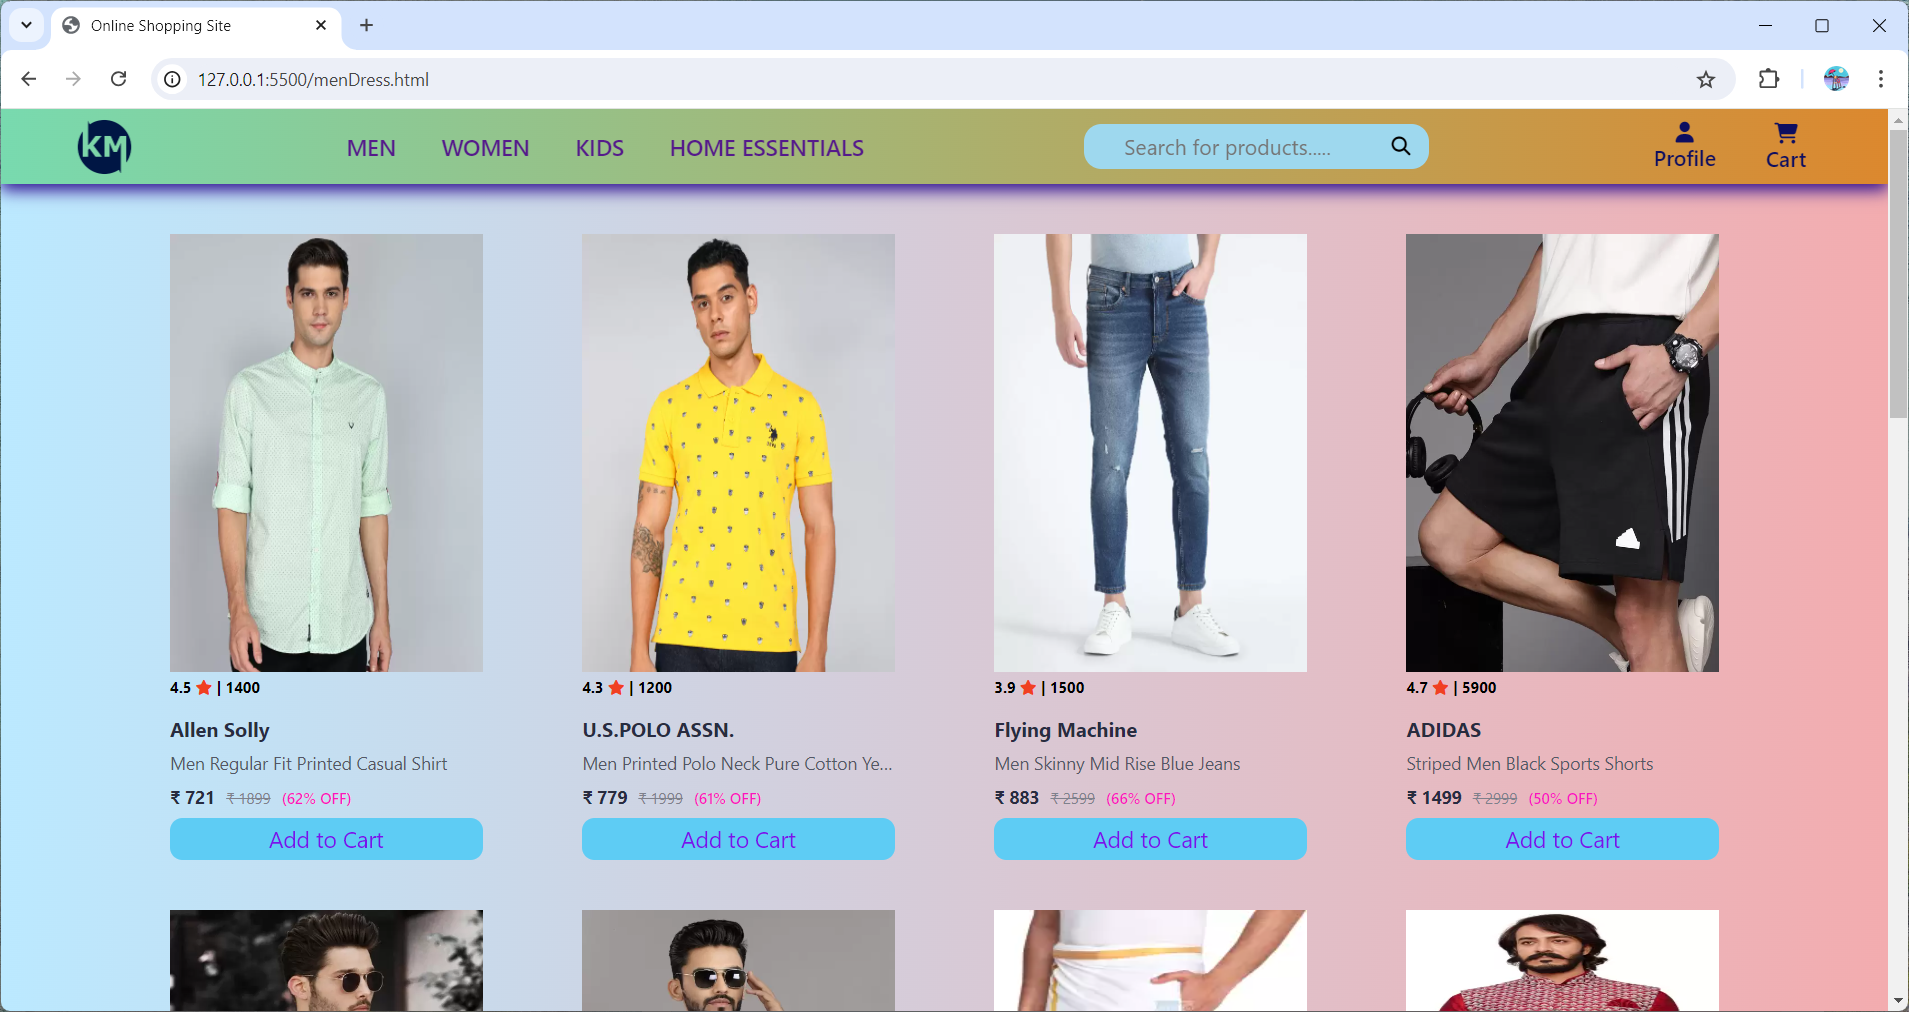 Online Shopping Site
127.0.0.1:5500/menDress.html
KM
MEN WOMEN KIDS HOME ESSENTIALS
Search for products.....
Profile
Cart
4.5 ★ | 1400
Allen Solly
Men Regular Fit Printed Casual Shirt
₹ 721 ₹ 1899 (62% OFF)
Add to Cart
4.3 ★ | 1200
U.S.POLO ASSN.
Men Printed Polo Neck Pure Cotton Ye...
₹ 779 ₹ 1999 (61% OFF)
Add to Cart
3.9 ★ | 1500
Flying Machine
Men Skinny Mid Rise Blue Jeans
₹ 883 ₹ 2599 (66% OFF)
Add to Cart
4.7 ★ | 5900
ADIDAS
Striped Men Black Sports Shorts
₹ 1499 ₹ 2999 (50% OFF)
Add to Cart